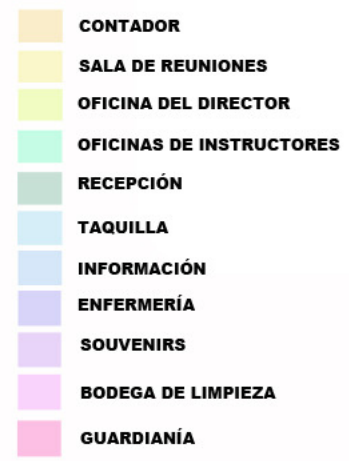 CONTADOR
SALA DE REUNIONES
OFICINA DEL DIRECTOR
OFICINAS DE INSTRUCTORES
RECEPCIÓN
TAQUILLA
INFORMACIÓN
ENFERMERÍA
SOUVENIRS
BODEGA DE LIMPIEZA
GUARDIANÍA